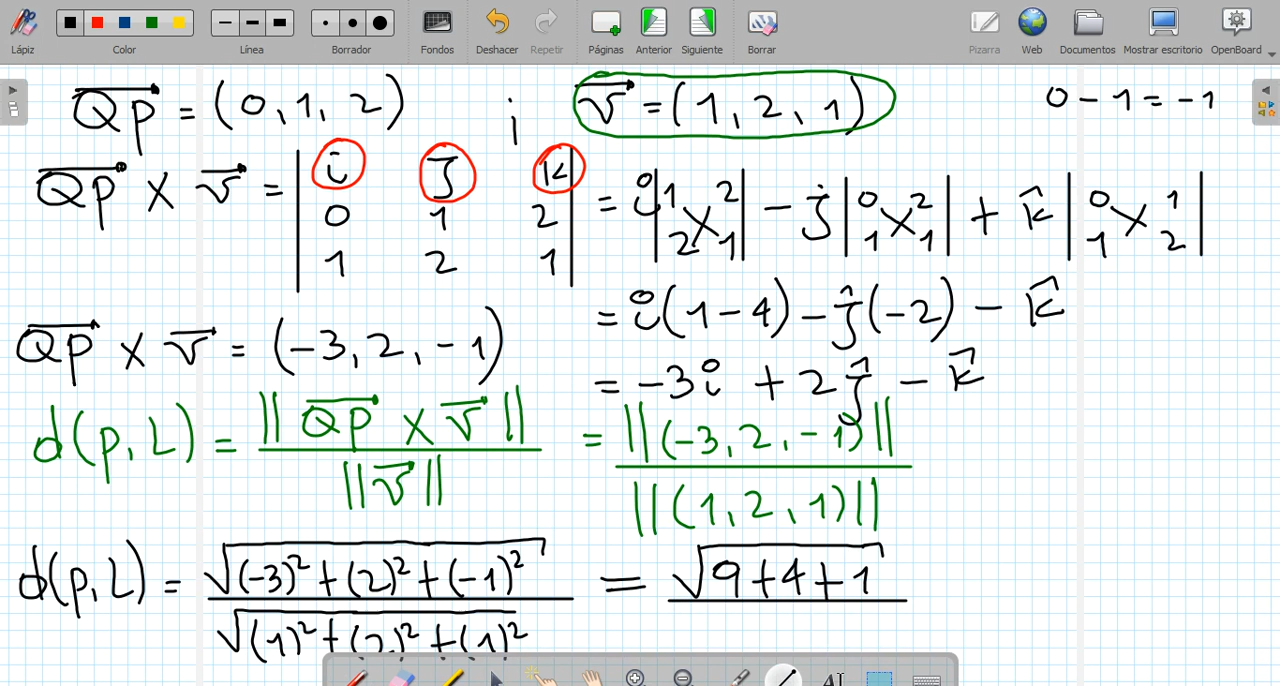 Lápiz Color Línea Borrador Fondos Deshacer Repetir Páginas Anterior Siguiente Borrar Pizarra Web Documentos Mostrar escritorio OpenBoard
QP = (0, 1, 2) ; v = (1, 2, 1) 0 - 1 = -1
QP × v = | i j k | = i | 1 2 | - j | 0 2 | + k | 0 1 |
| 0 1 2 | | 2 1 | | 1 1 | | 1 2 |
| 1 2 1 |
= i(1 - 4) - j(-2) - k
QP × v = (-3, 2, -1)
= -3i + 2j - k
d(p, L) = ||QP × v|| / ||v|| = ||(-3, 2, -1)|| / ||(1, 2, 1)||
d(p, L) = √(-3)² + (2)² + (-1)² / √(1)² + (2)² + (1)² = √9 + 4 + 1